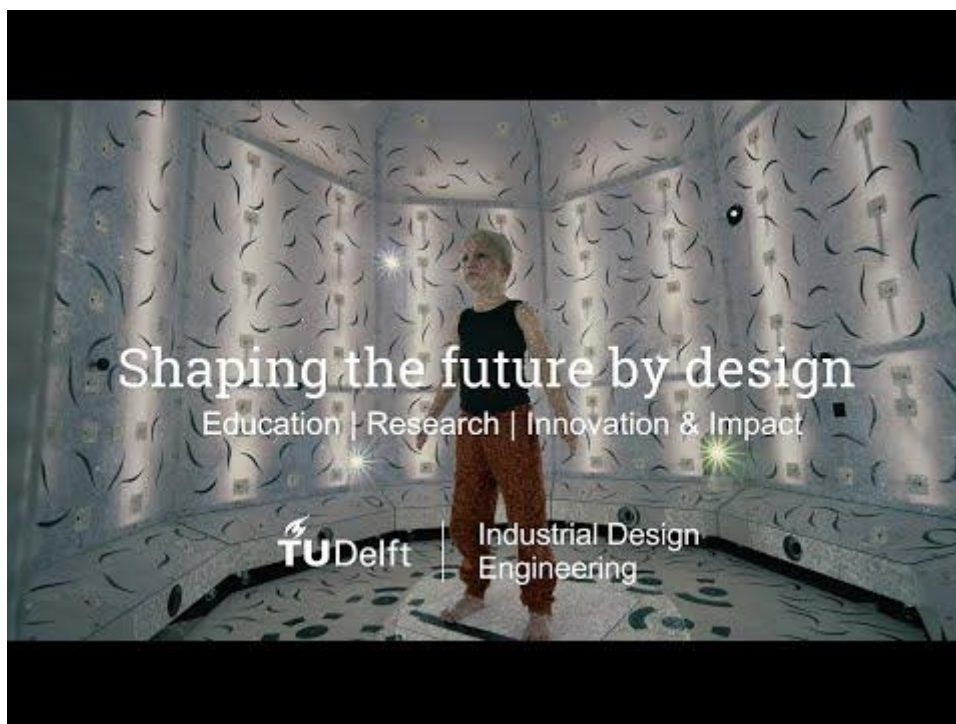 Shaping the future by design
Education | Research | Innovation & Impact
TUDelft
Industrial Design
Engineering